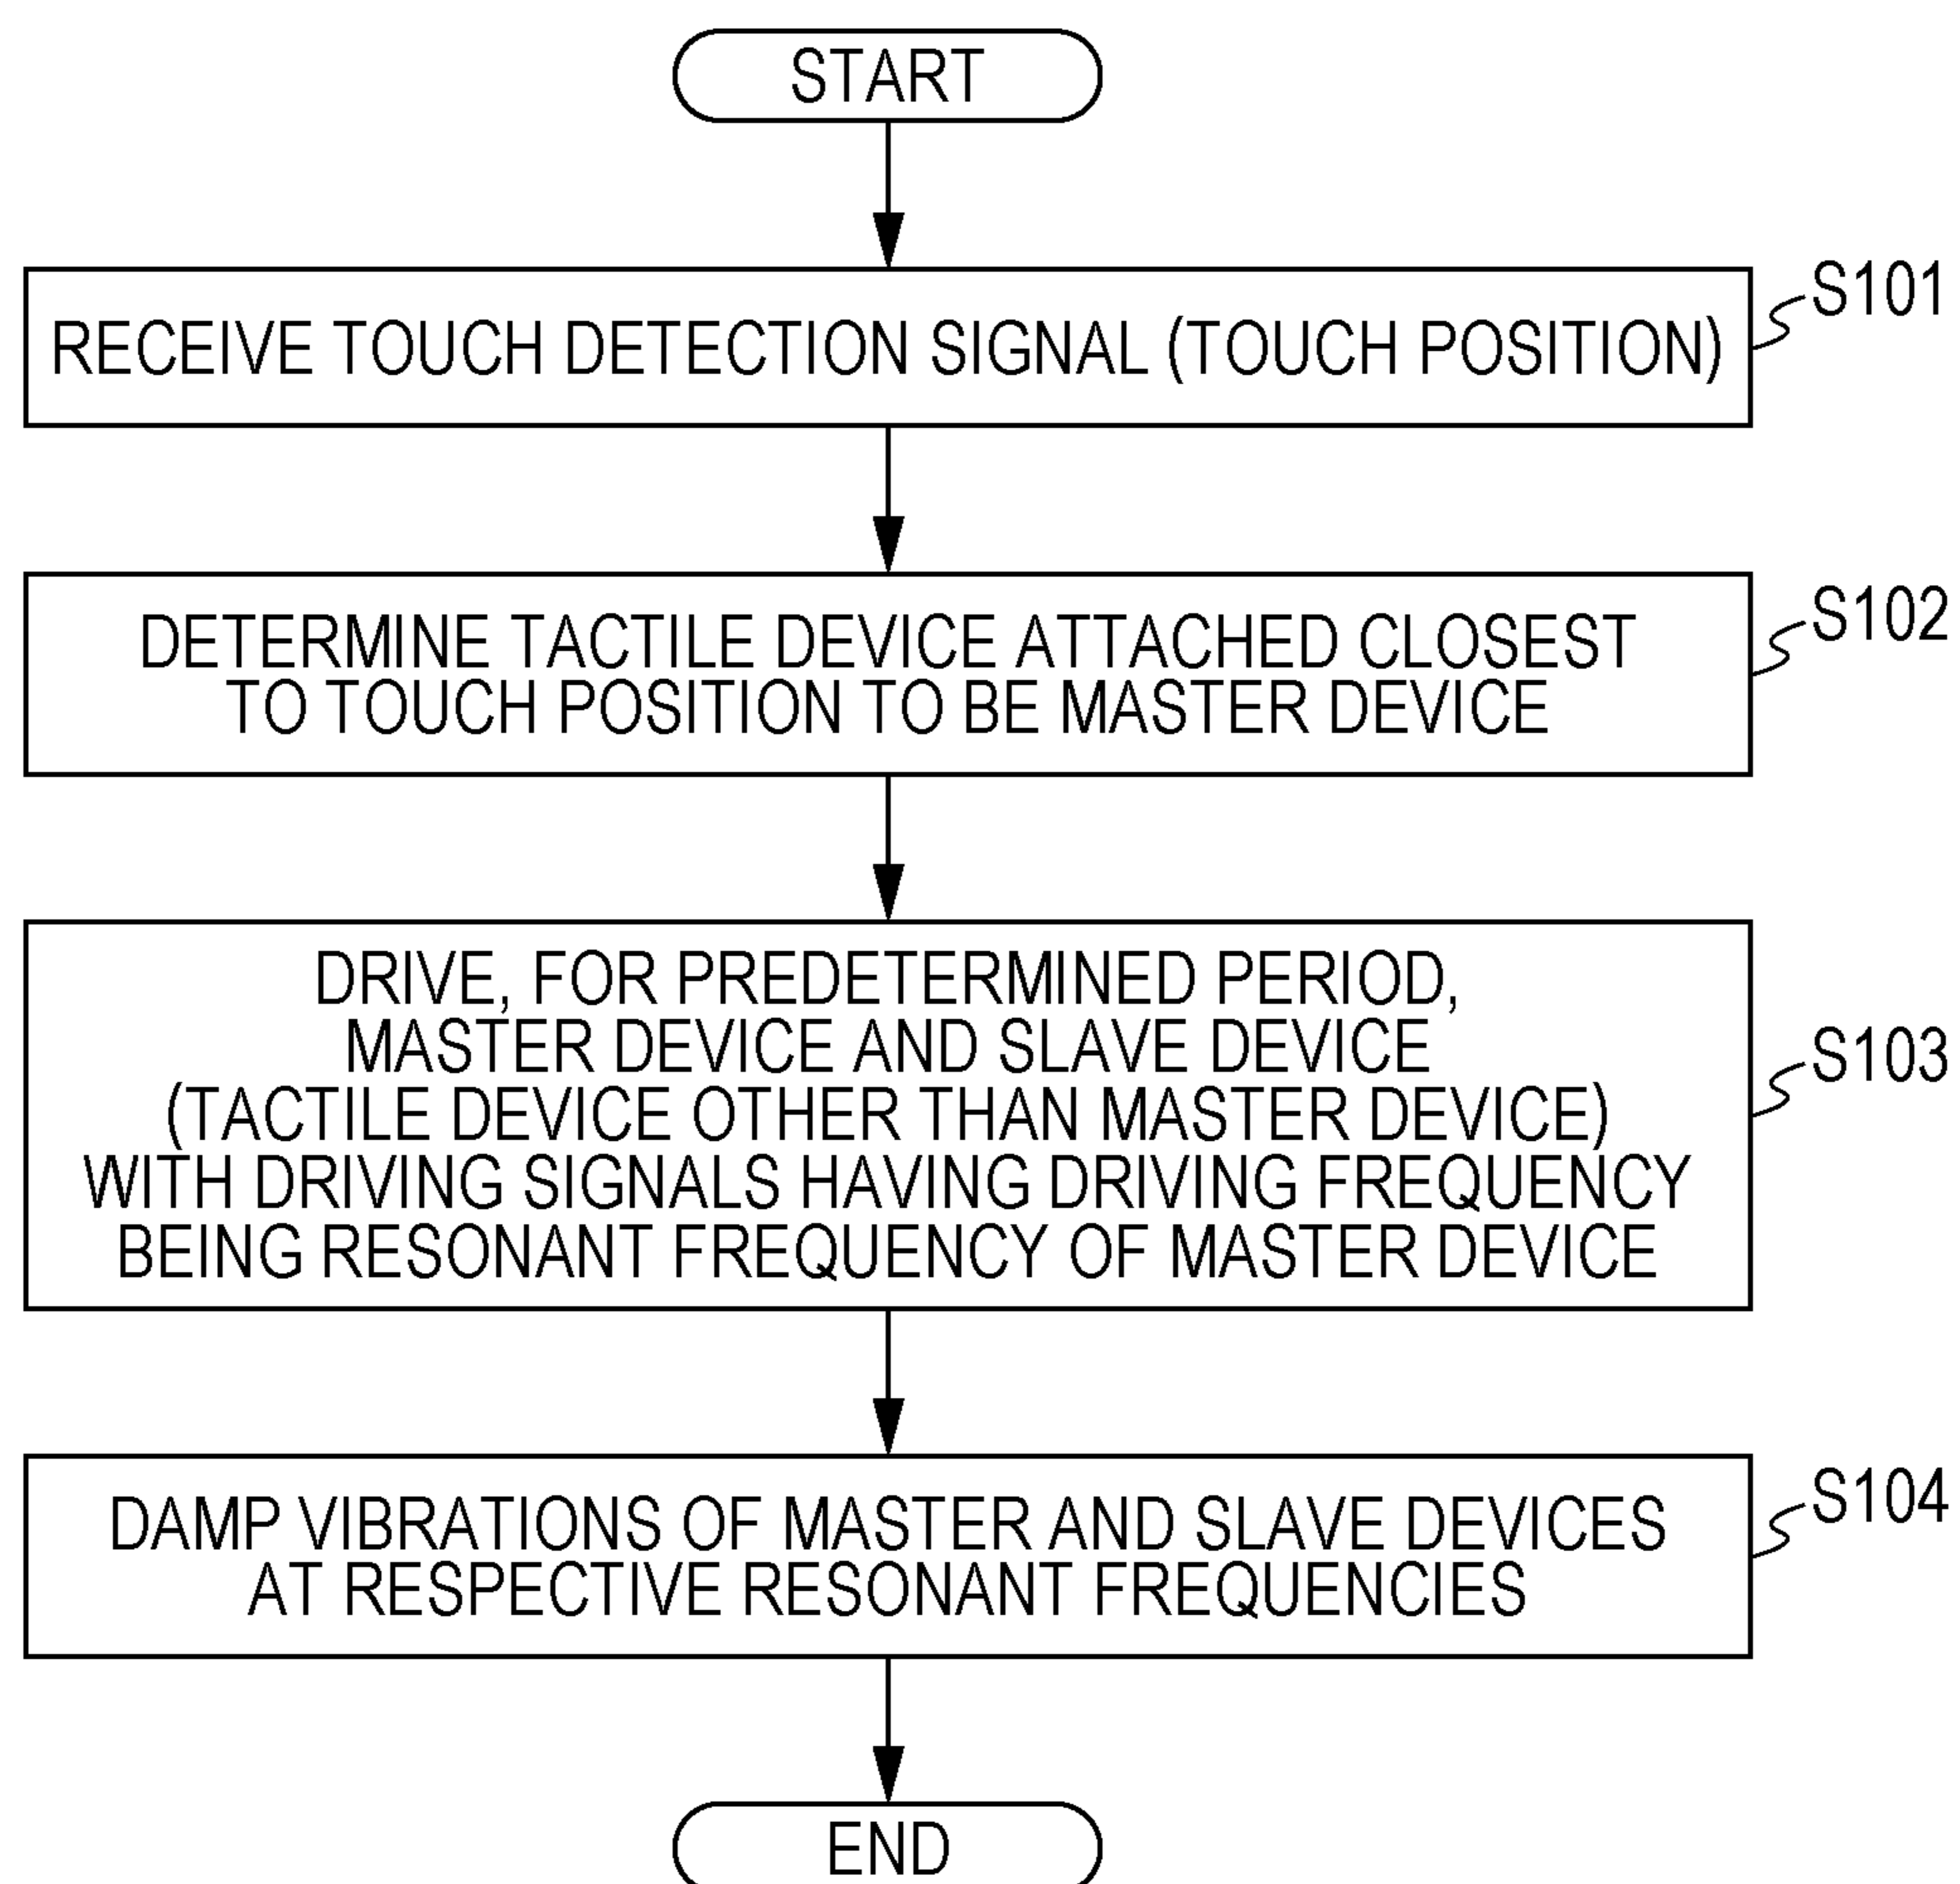 START
S101
RECEIVE TOUCH DETECTION SIGNAL (TOUCH POSITION)
S102
DETERMINE TACTILE DEVICE ATTACHED CLOSEST
TO TOUCH POSITION TO BE MASTER DEVICE
DRIVE, FOR PREDETERMINED PERIOD,
MASTER DEVICE AND SLAVE DEVICE
S103
(TACTILE DEVICE OTHER THAN MASTER DEVICE)
WITH DRIVING SIGNALS HAVING DRIVING FREQUENCY
BEING RESONANT FREQUENCY OF MASTER DEVICE
S104
DAMP VIBRATIONS OF MASTER AND SLAVE DEVICES
AT RESPECTIVE RESONANT FREQUENCIES
END